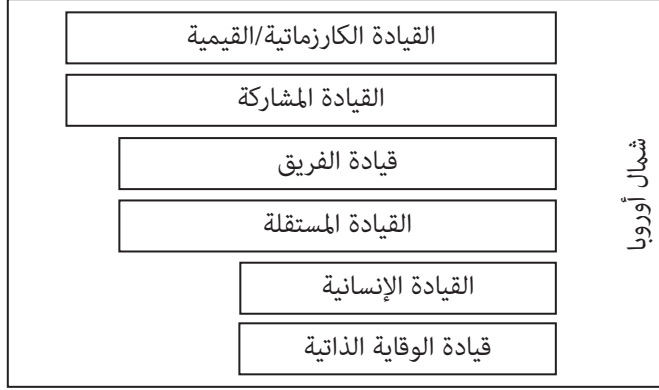 القيادة الكارزماتية/القيمية
القيادة المشاركة
قيادة الفريق
القيادة المستقلة
القيادة الإنسانية
قيادة الوقاية الذاتية
شمال أوروبا